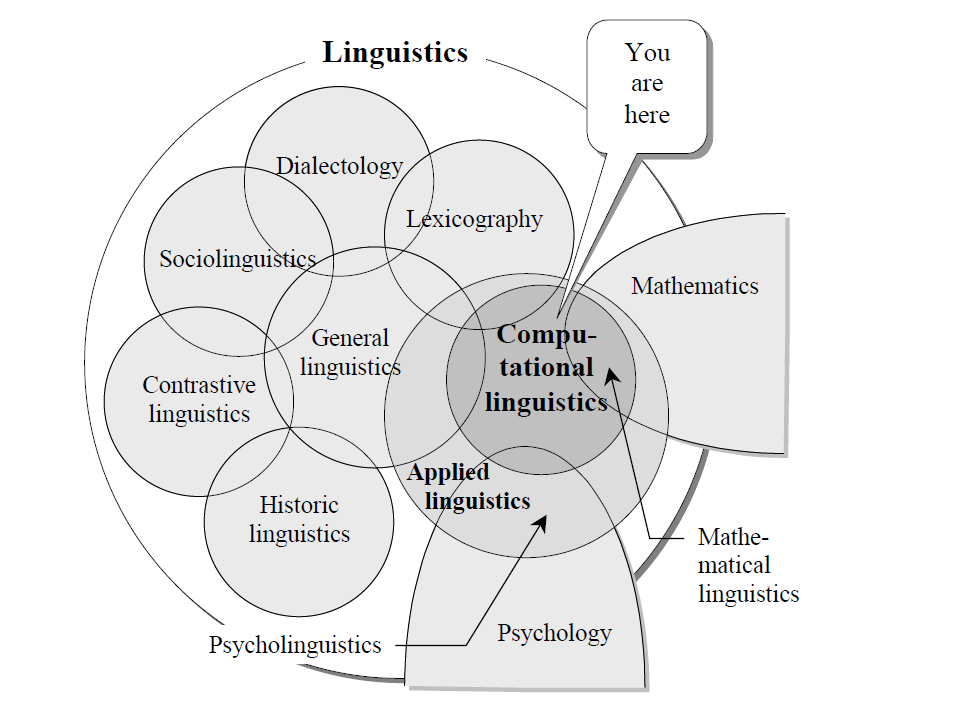 Linguistics
You
are
here
Dialectology
Lexicography
Sociolinguistics
Mathematics
General
linguistics
Compu-
tational
linguistics
Contrastive
linguistics
Applied
linguistics
Historic
linguistics
Mathe-
matical
linguistics
Psycholinguistics
Psychology